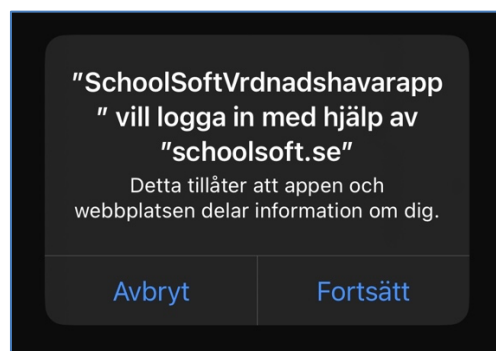 "SchoolSoftVrdnadshavarapp
" vill logga in med hjälp av
"schoolsoft.se"
Detta tillåter att appen och
webbplatsen delar information om dig.
Avbryt Fortsätt